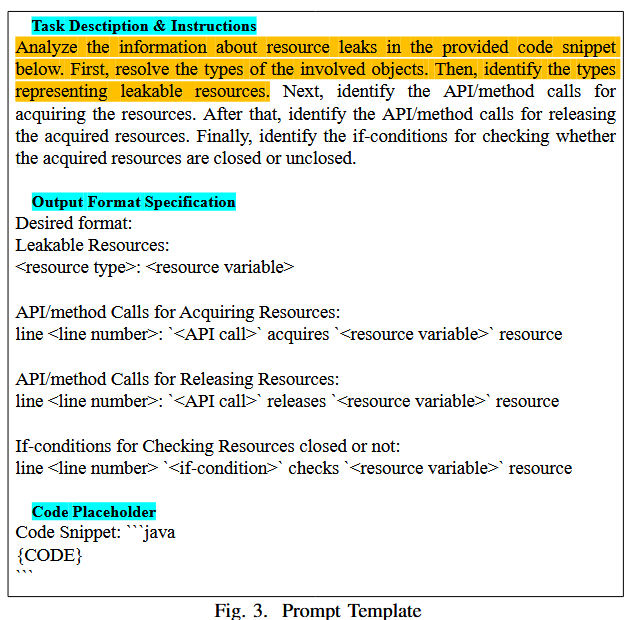 Task Desctiption & Instructions
Analyze the information about resource leaks in the provided code snippet
below. First, resolve the types of the involved objects. Then, identify the types
representing leakable resources. Next, identify the API/method calls for
acquiring the resources. After that, identify the API/method calls for releasing
the acquired resources. Finally, identify the if-conditions for checking whether
the acquired resources are closed or unclosed.
Output Format Specification
Desired format:
Leakable Resources:
<resource type>: <resource variable>
API/method Calls for Acquiring Resources:
line <line number>: `<API call>` acquires `<resource variable>` resource
API/method Calls for Releasing Resources:
line <line number>: `<API call>` releases `<resource variable>` resource
If-conditions for Checking Resources closed or not:
line <line number> `<if-condition>` checks `<resource variable>` resource
Code Placeholder
Code Snippet: ```java
{CODE}
```
Fig. 3. Prompt Template